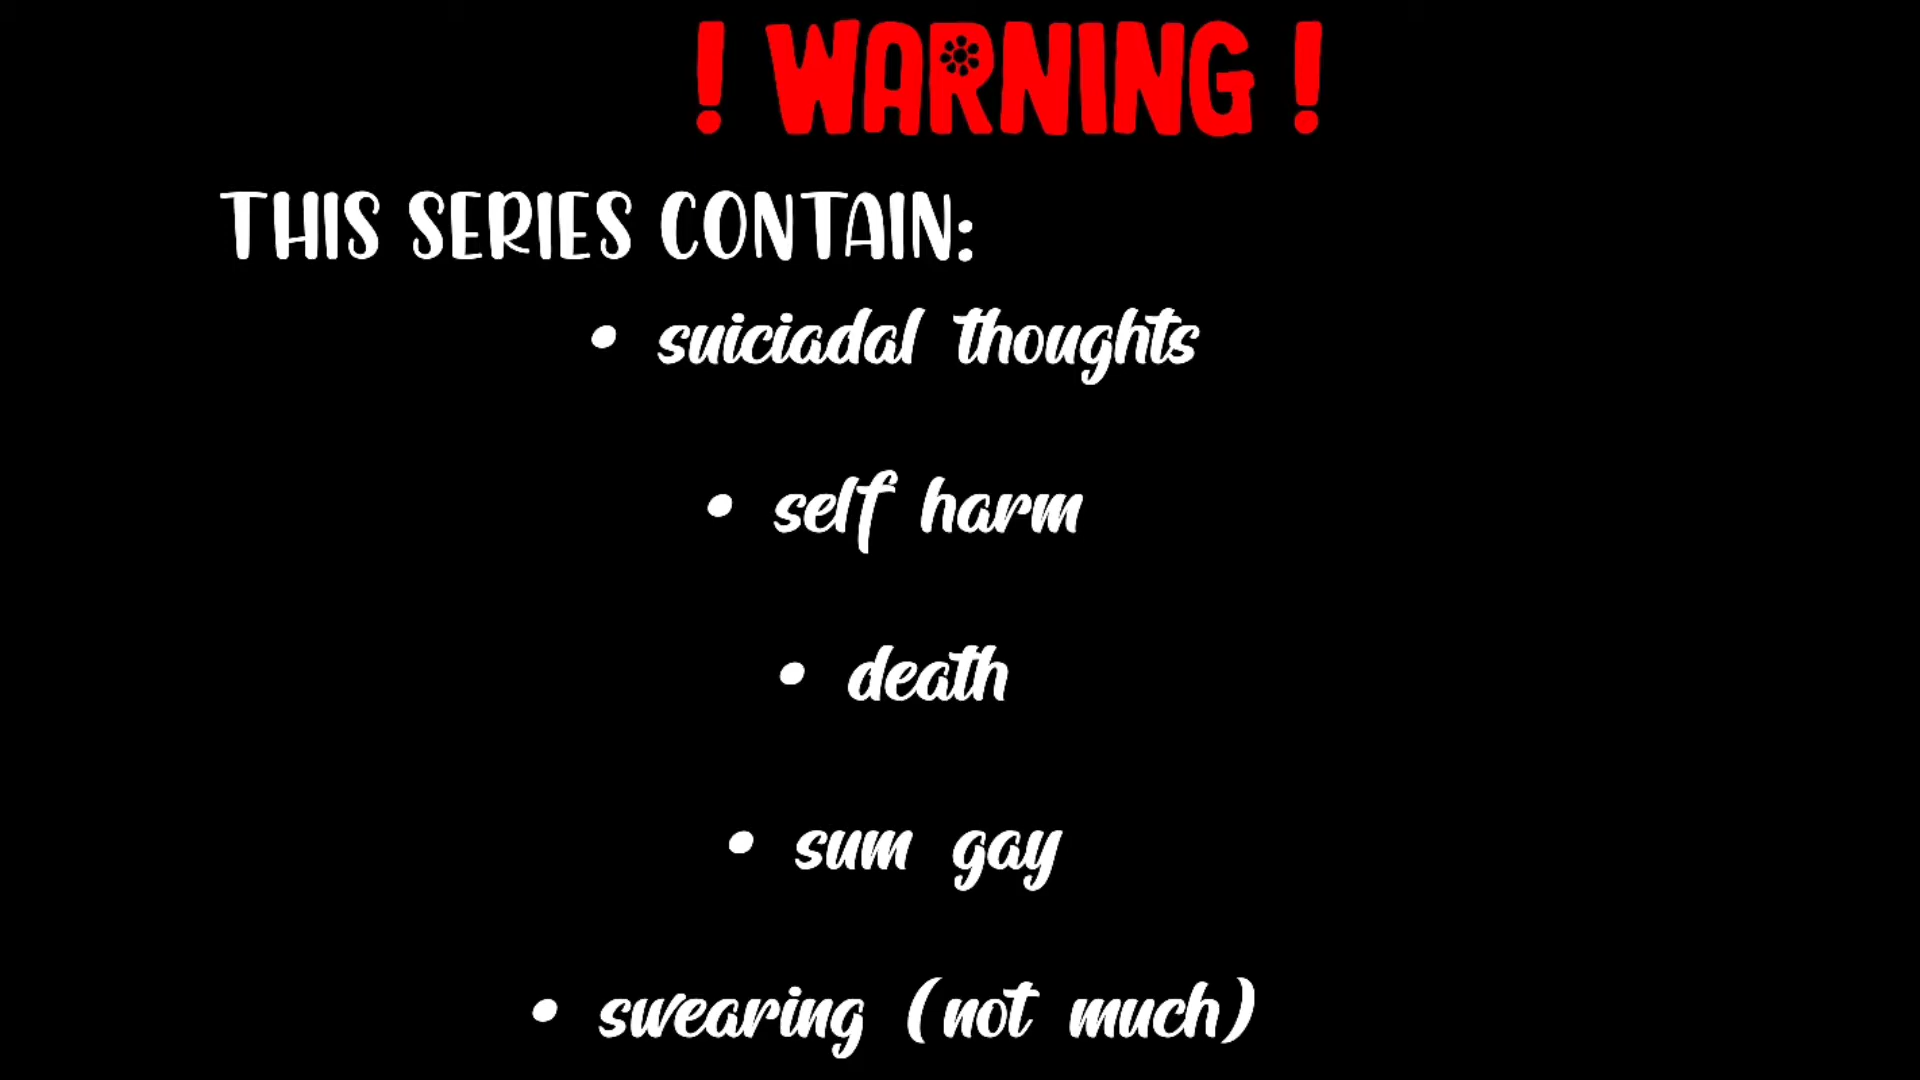 ! WARNING !
THIS SERIES CONTAIN:
• suiciadal thoughts
• self harm
• death
• sum gay
• swearing (not much)